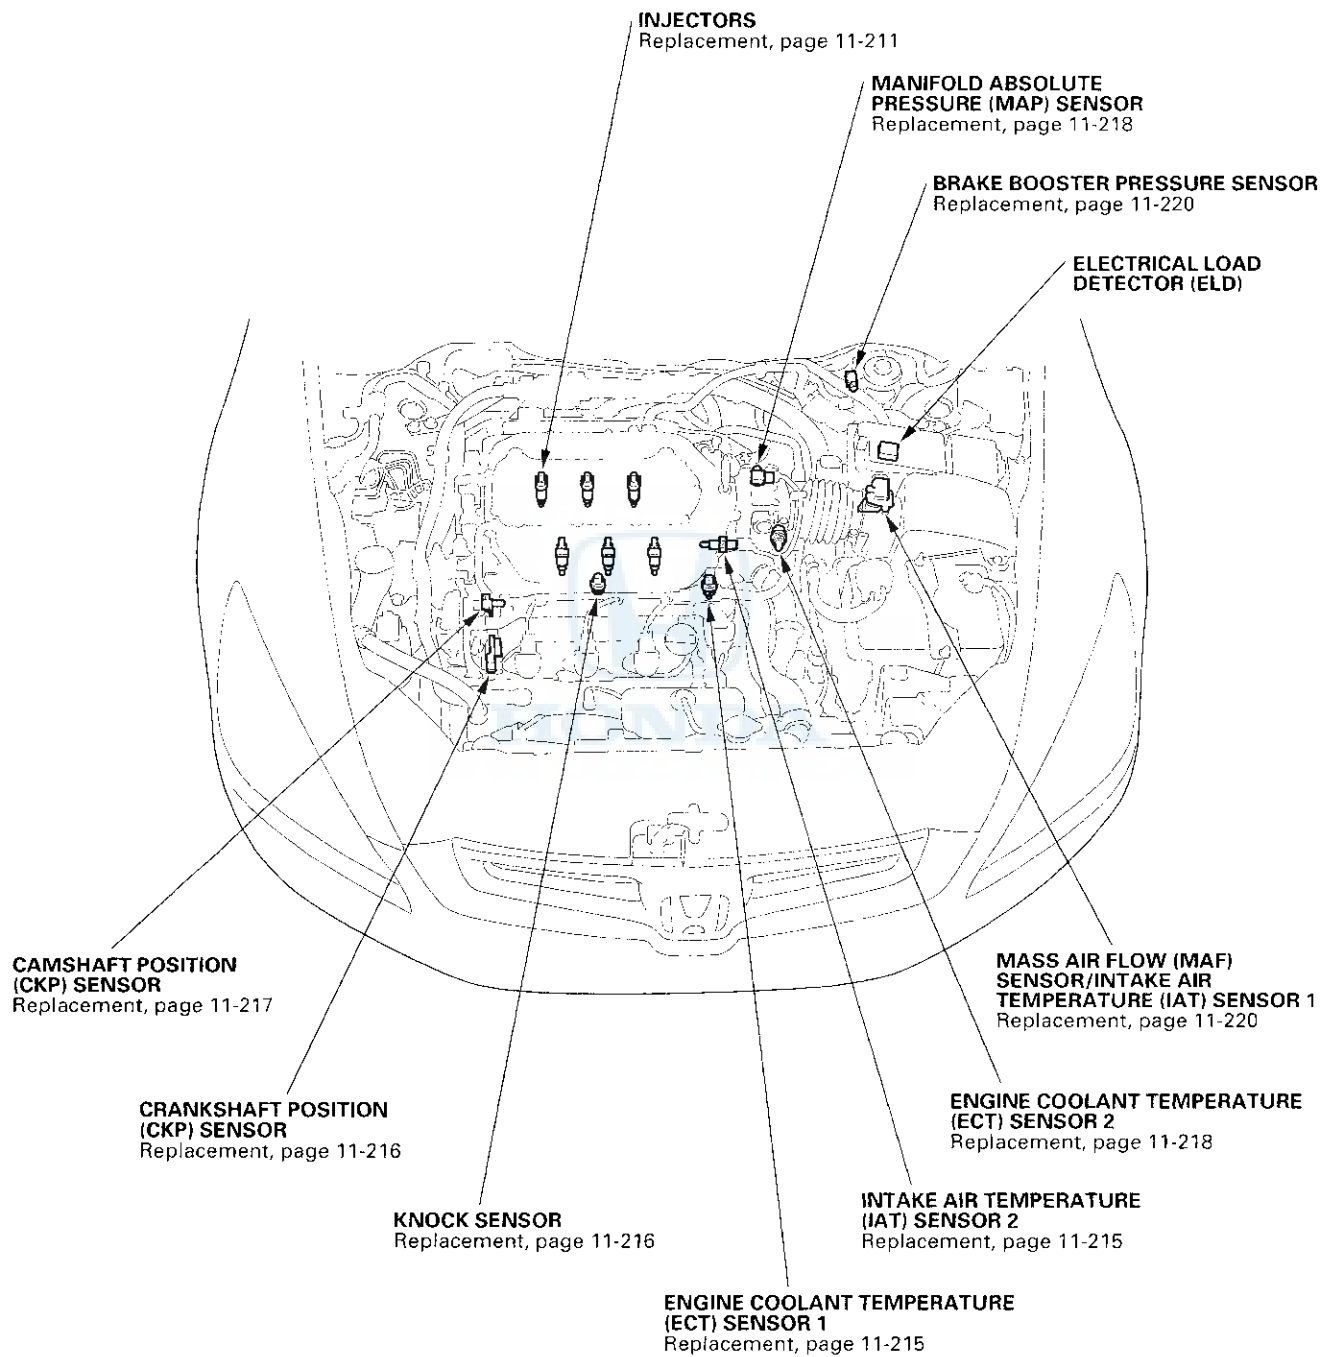 INJECTORS
Replacement, page 11-211
MANIFOLD ABSOLUTE
PRESSURE (MAP) SENSOR
Replacement, page 11-218
BRAKE BOOSTER PRESSURE SENSOR
Replacement, page 11-220
ELECTRICAL LOAD
DETECTOR (ELD)
HONDA
CAMSHAFT POSITION
(CKP) SENSOR
Replacement, page 11-217
MASS AIR FLOW (MAF)
SENSOR/INTAKE AIR
TEMPERATURE (IAT) SENSOR 1
Replacement, page 11-220
CRANKSHAFT POSITION
(CKP) SENSOR
Replacement, page 11-216
ENGINE COOLANT TEMPERATURE
(ECT) SENSOR 2
Replacement, page 11-218
KNOCK SENSOR
Replacement, page 11-216
INTAKE AIR TEMPERATURE
(IAT) SENSOR 2
Replacement, page 11-215
ENGINE COOLANT TEMPERATURE
(ECT) SENSOR 1
Replacement, page 11-215